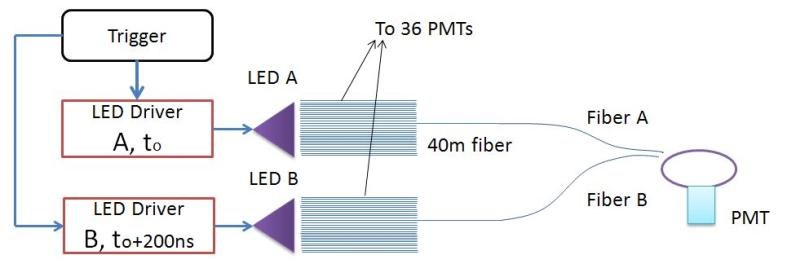 Trigger
To 36 PMTs
LED A
LED Driver
A, to
40m fiber
Fiber A
LED B
LED Driver
B, to+200ns
Fiber B
PMT